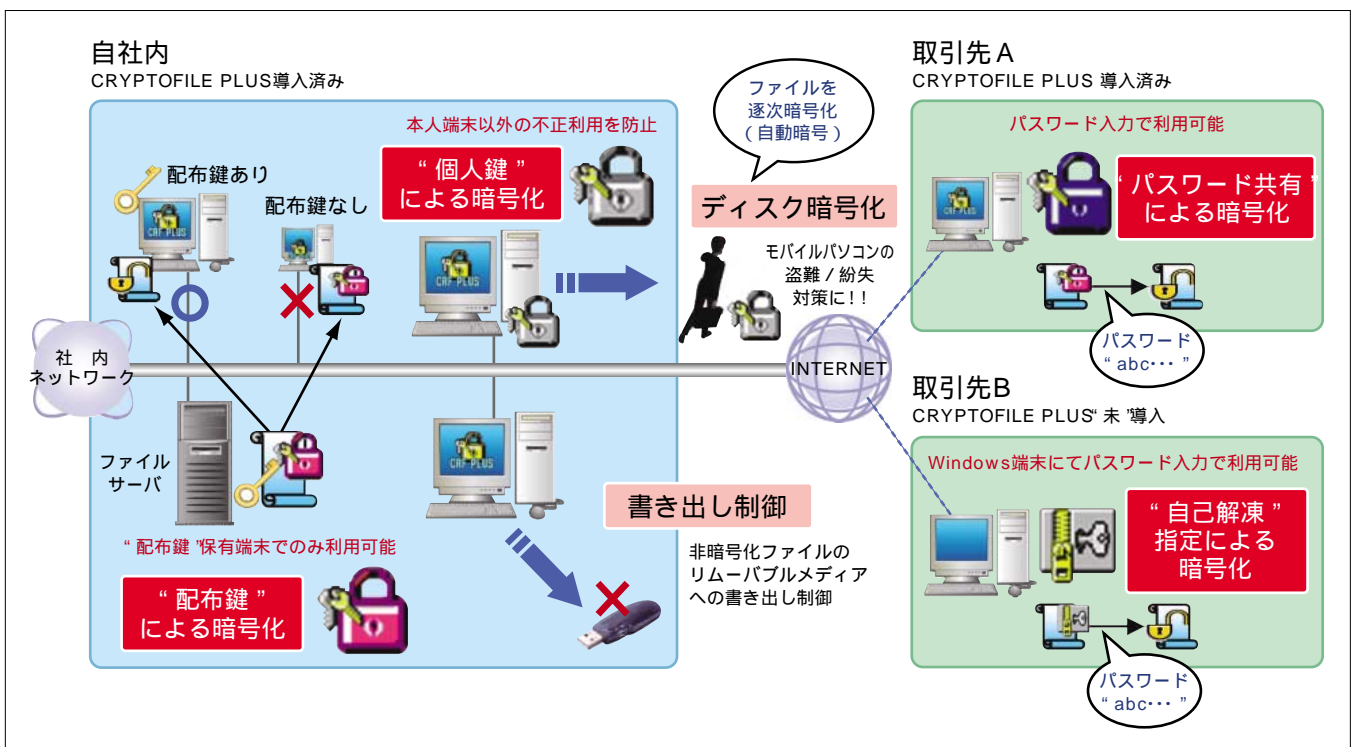 自社内
CRYPTOFILE PLUS導入済み
本人端末以外の不正利用を防止
“ 個人鍵 ”
による暗号化
配布鍵あり
配布鍵なし
CRF PLUS
CRF PLUS
CRF PLUS
社 内
ネットワーク
ファイル
サーバ
“ 配布鍵 ”保有端末でのみ利用可能
“ 配布鍵 ”
による暗号化
CRF PLUS
ファイルを
逐次暗号化
( 自動暗号 )
ディスク暗号化
モバイルパソコンの
盗難 / 紛失
対策に! !
INTERNET
書き出し制御
非暗号化ファイルの
リムーバブルメディア
への書き出し制御
取引先 A
CRYPTOFILE PLUS 導入済み
パスワード入力で利用可能
CRF PLUS
“ パスワード共有 ”
による暗号化
パスワード
“ abc… ”
取引先B
CRYPTOFILE PLUS“ 未 ”導入
Windows端末にてパスワード入力で利用可能
“ 自己解凍 ”
指定による
暗号化
パスワード
“ abc… ”